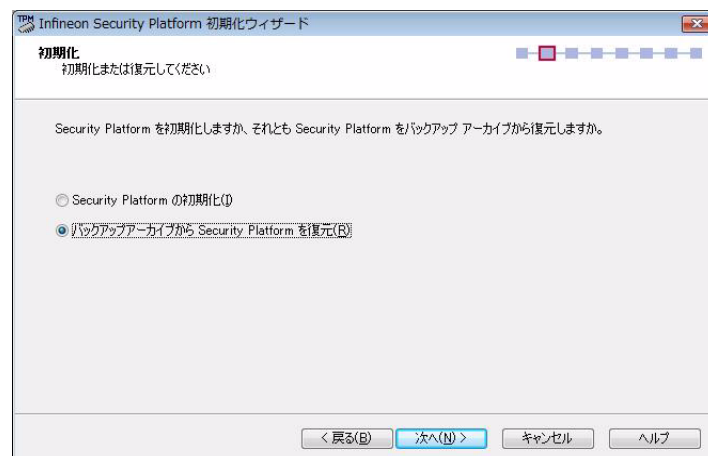 TPM Infineon Security Platform 初期化ウィザード
初期化
初期化または復元してください
Security Platform を初期化しますか、それとも Security Platform をバックアップ アーカイブから復元しますか。
Security Platform の初期化(I)
バックアップアーカイブから Security Platform を復元(R)
< 戻る(B) 次へ(N) > キャンセル ヘルプ